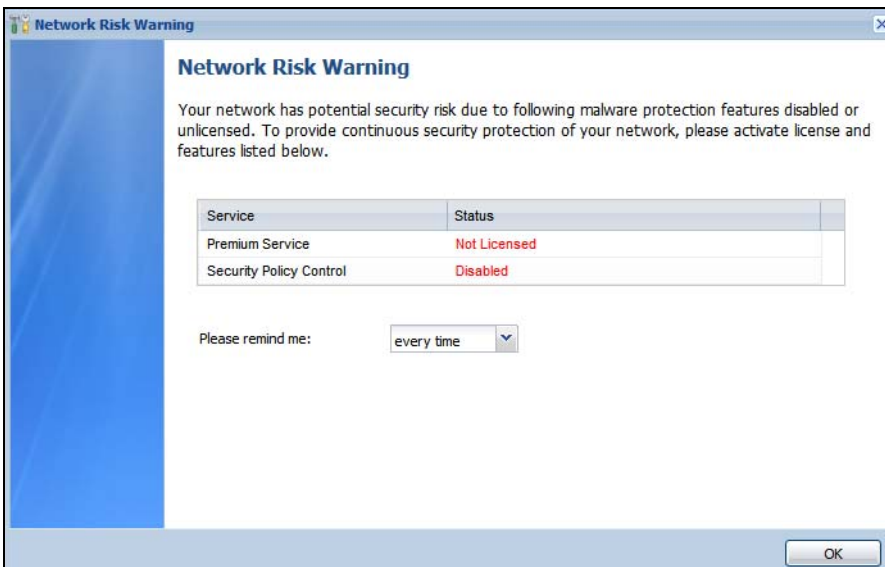 Network Risk Warning
Network Risk Warning
Your network has potential security risk due to following malware protection features disabled or
unlicensed. To provide continuous security protection of your network, please activate license and
features listed below.
Service Status
Premium Service Not Licensed
Security Policy Control Disabled
Please remind me: every time
OK